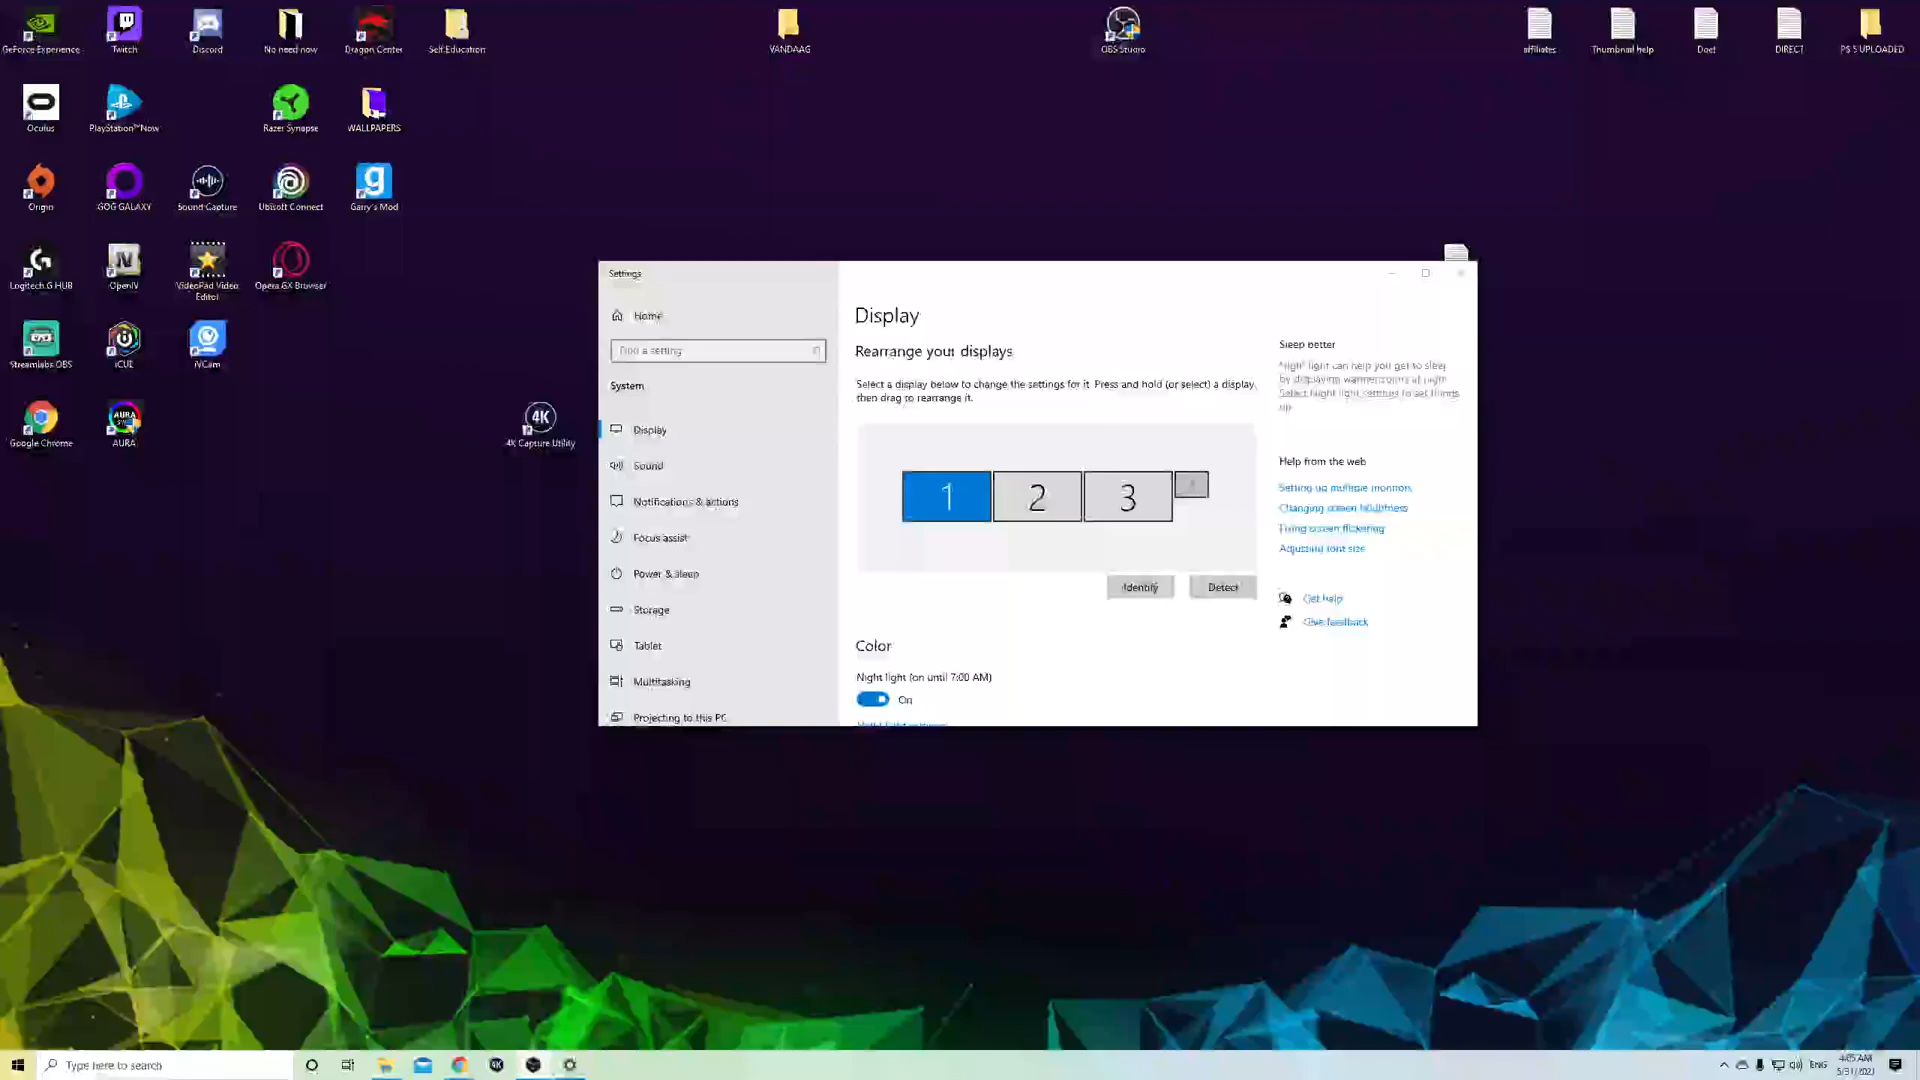 GeForce Experience
Twitch
Discord
No need now
Dragon Center
Self Education
VANDAAG
OBS Studio
affiliates
Thumbnail help
Doet
DIRECT
PS 5 UPLOADED
Oculus
PlayStation™Now
Razer Synapse
WALLPAPERS
Origin
GOG GALAXY
Sound Capture
Ubisoft Connect
Garry's Mod
Logitech G HUB
OpenIV
VideoPad Video
Editor
Opera GX Browser
Streamlabs OBS
iCUE
iVCam
Google Chrome
AURA
4K Capture Utility
Settings
Home
Find a setting
System
Display
Sound
Notifications & actions
Focus assist
Power & sleep
Storage
Tablet
Multitasking
Projecting to this PC
Display
Rearrange your displays
Select a display below to change the settings for it. Press and hold (or select) a display,
then drag to rearrange it.
1
2
3
Identify
Detect
Color
Night light (on until 7:00 AM)
On
Night light settings
Sleep better
Night light can help you get to sleep
by displaying warmer colors at night.
Select Night light settings to set things
up.
Help from the web
Setting up multiple monitors
Changing screen brightness
Fixing screen flickering
Adjusting font size
Get help
Give feedback
Type here to search
ENG
4:05 AM
5/31/2021